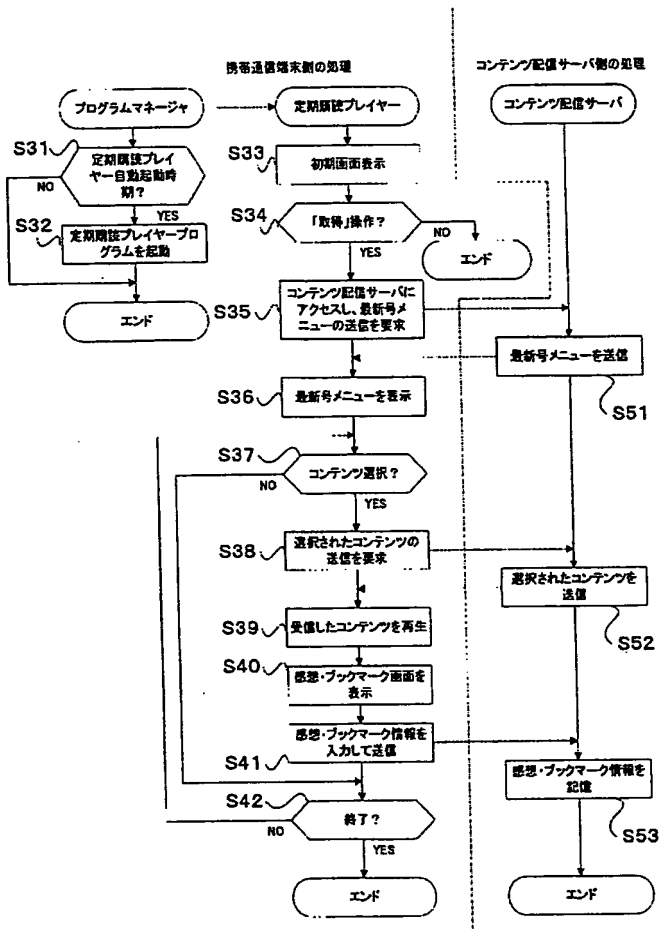 携帯通信端末側の処理
コンテンツ配信サーバ側の処理
プログラムマネージャ
定期購読プレイヤー
コンテンツ配信サーバ
S31
定期購読プレイ
ヤー自動起動時
期？
NO
YES
S32
定期購読プレイヤープロ
グラムを起動
エンド
S33
初期画面表示
S34
「取得」操作？
NO
YES
エンド
S35
コンテンツ配信サーバに
アクセスし、最新号メ
ニューの送信を要求
最新号メニューを送信
S51
S36
最新号メニューを表示
S37
コンテンツ選択？
NO
YES
S38
選択されたコンテンツの
送信を要求
選択されたコンテンツを
送信
S52
S39
受信したコンテンツを再生
S40
感想・ブックマーク画面を
表示
S41
感想・ブックマーク情報を
入力して送信
感想・ブックマーク情報を
記憶
S53
S42
終了？
NO
YES
エンド
エンド